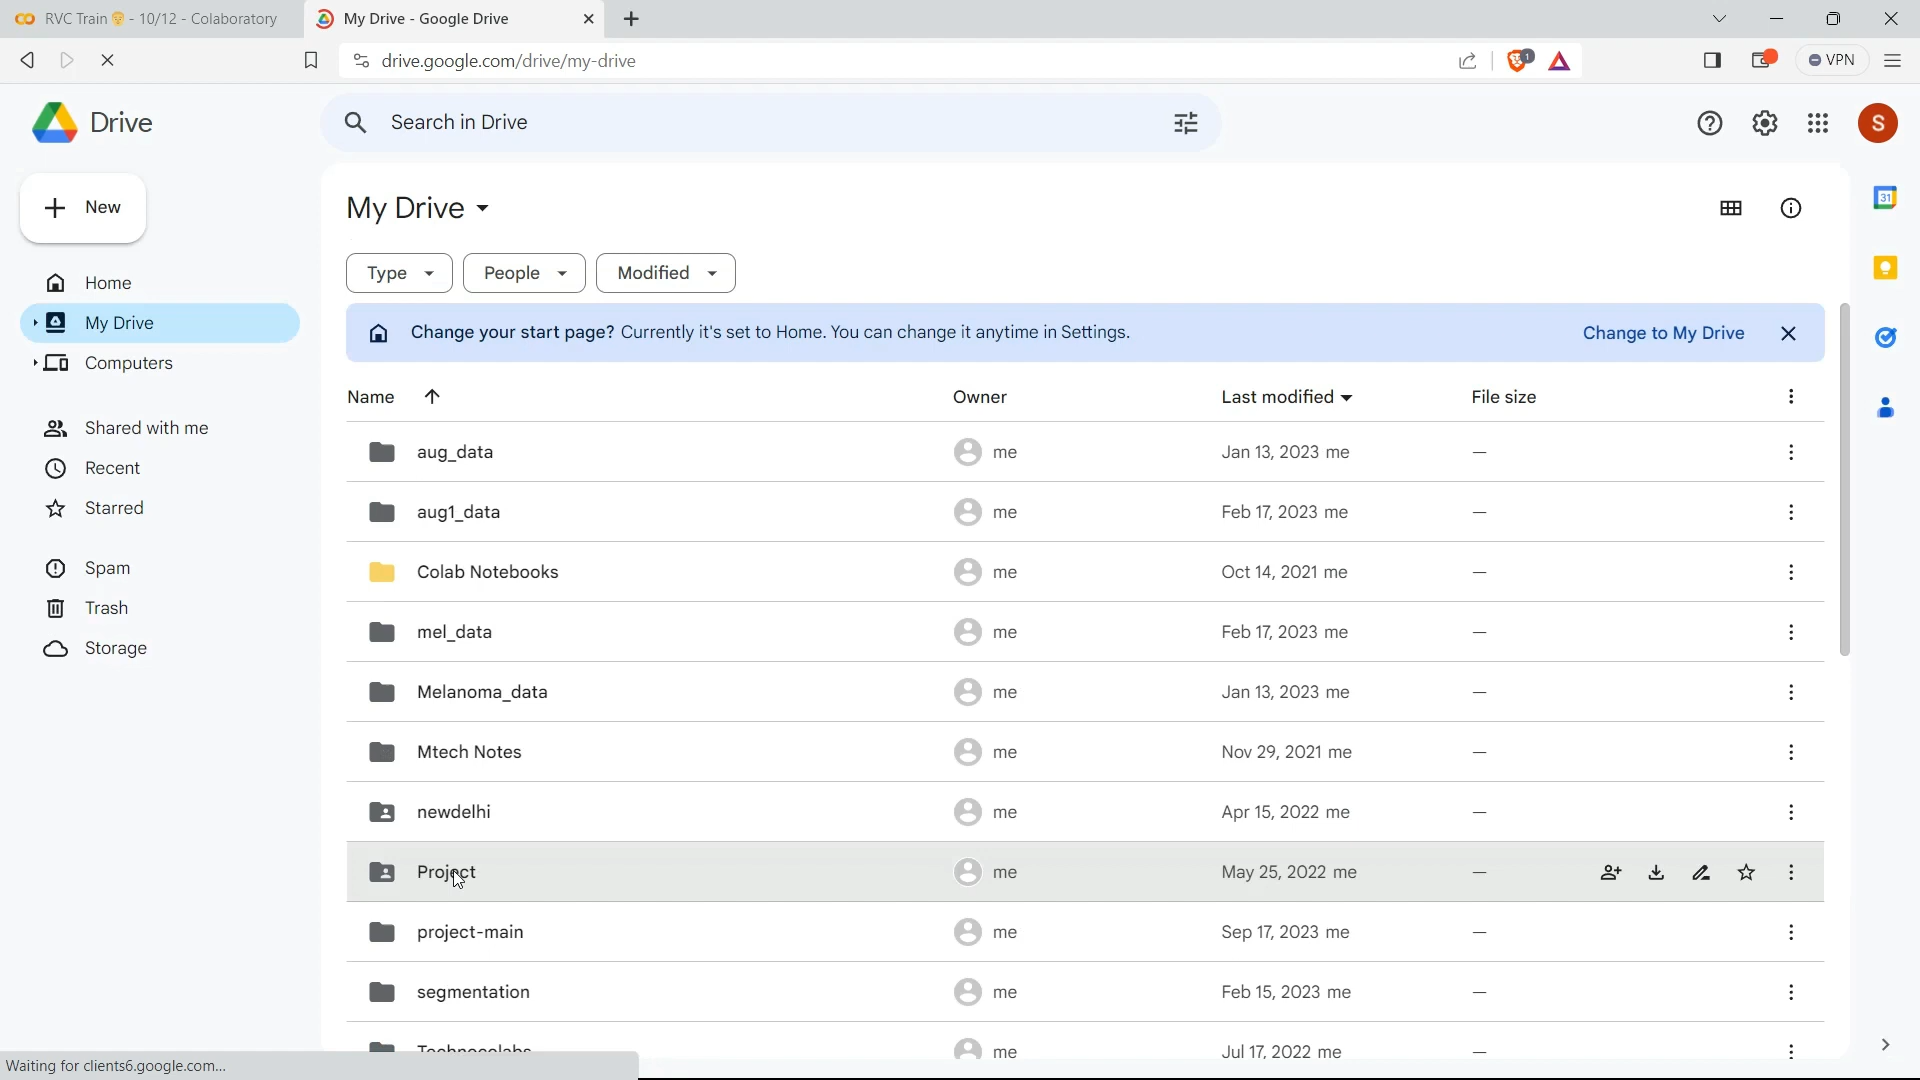 RVC Train 👨 - 10/12 - Colaboratory
My Drive - Google Drive
drive.google.com/drive/my-drive
1
VPN
Drive
Search in Drive
S
New
My Drive
31
Type
People
Modified
Home
My Drive
Computers
Change your start page? Currently it's set to Home. You can change it anytime in Settings.
Change to My Drive
Name
Owner
Last modified
File size
Shared with me
Recent
Starred
Spam
Trash
Storage
aug_data me Jan 13, 2023 me —
aug1_data me Feb 17, 2023 me —
Colab Notebooks me Oct 14, 2021 me —
mel_data me Feb 17, 2023 me —
Melanoma_data me Jan 13, 2023 me —
Mtech Notes me Nov 29, 2021 me —
newdelhi me Apr 15, 2022 me —
Project me May 25, 2022 me —
project-main me Sep 17, 2023 me —
segmentation me Feb 15, 2023 me —
Technocolabs me Jul 17, 2022 me —
Waiting for clients6.google.com...